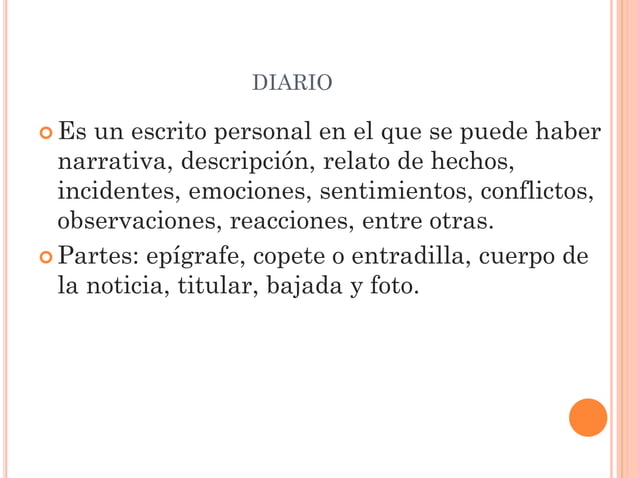 DIARIO
Es un escrito personal en el que se puede haber
narrativa, descripción, relato de hechos,
incidentes, emociones, sentimientos, conflictos,
observaciones, reacciones, entre otras.
Partes: epígrafe, copete o entradilla, cuerpo de
la noticia, titular, bajada y foto.